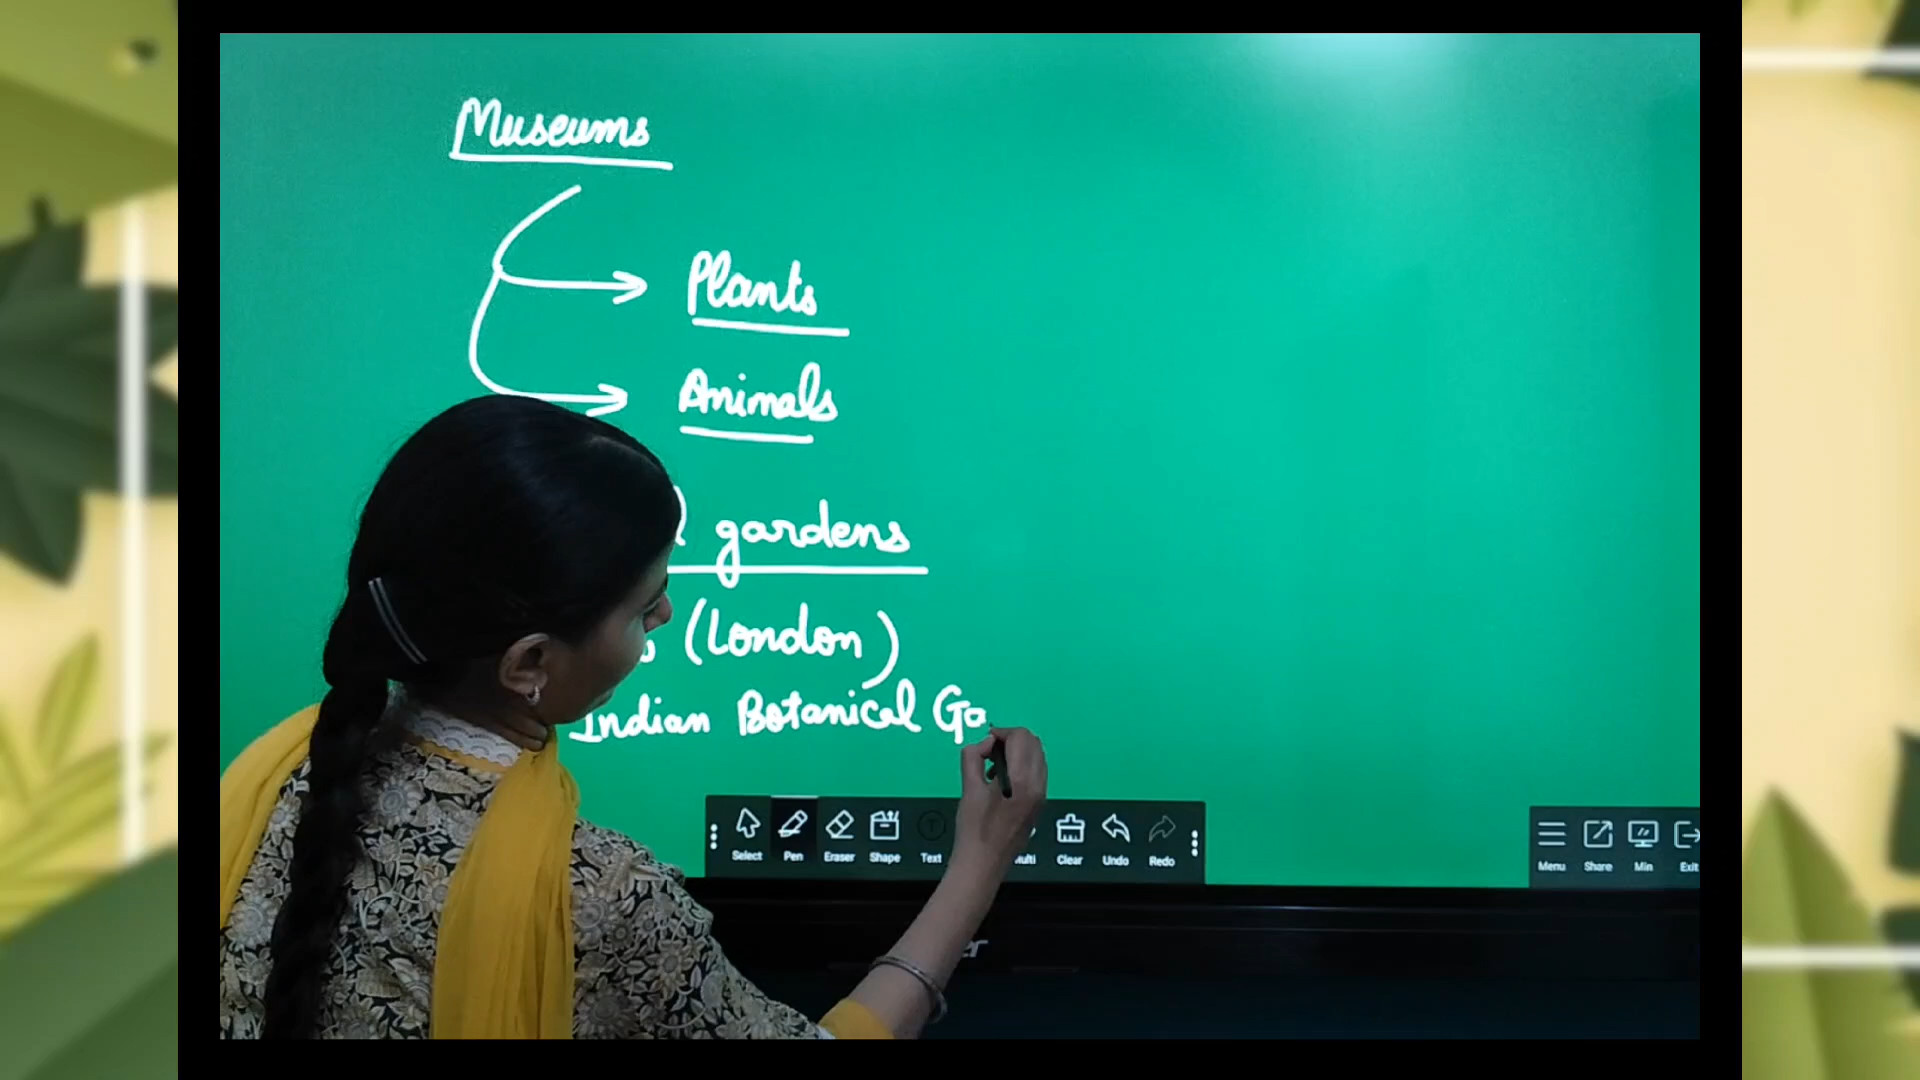 Museums
Plants
Animals
gardens
(London)
Indian Botanical Ga
Select Pen Eraser Shape Text Clear Undo Redo
Menu Share Min Exit